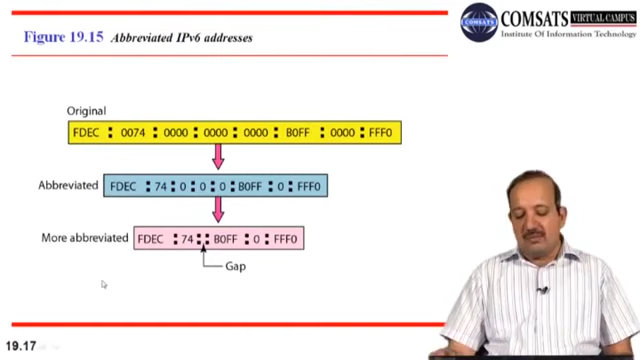 COMSATS VIRTUAL CAMPUS
Institute Of Information Technology
Figure 19.15 Abbreviated IPv6 addresses
Original
FDEC : 0074 : 0000 : 0000 : 0000 : B0FF : 0000 : FFF0
Abbreviated FDEC : 74 : 0 : 0 : 0 : B0FF : 0 : FFF0
More abbreviated FDEC : 74 : : B0FF : 0 : FFF0
Gap
19.17